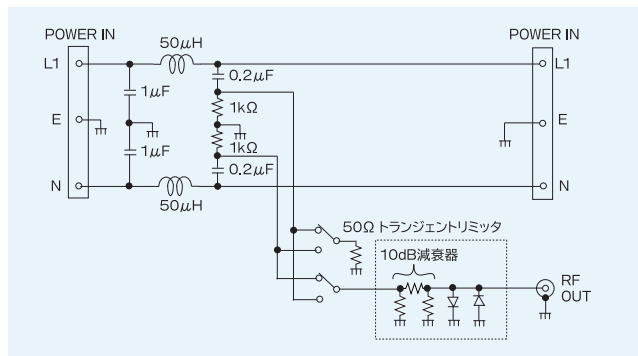 POWER IN
L1
E
N
50μH
1μF
1μF
50μH
0.2μF
1kΩ
1kΩ
0.2μF
POWER IN
L1
E
N
50Ω トランジェントリミッタ
10dB減衰器
RF
OUT